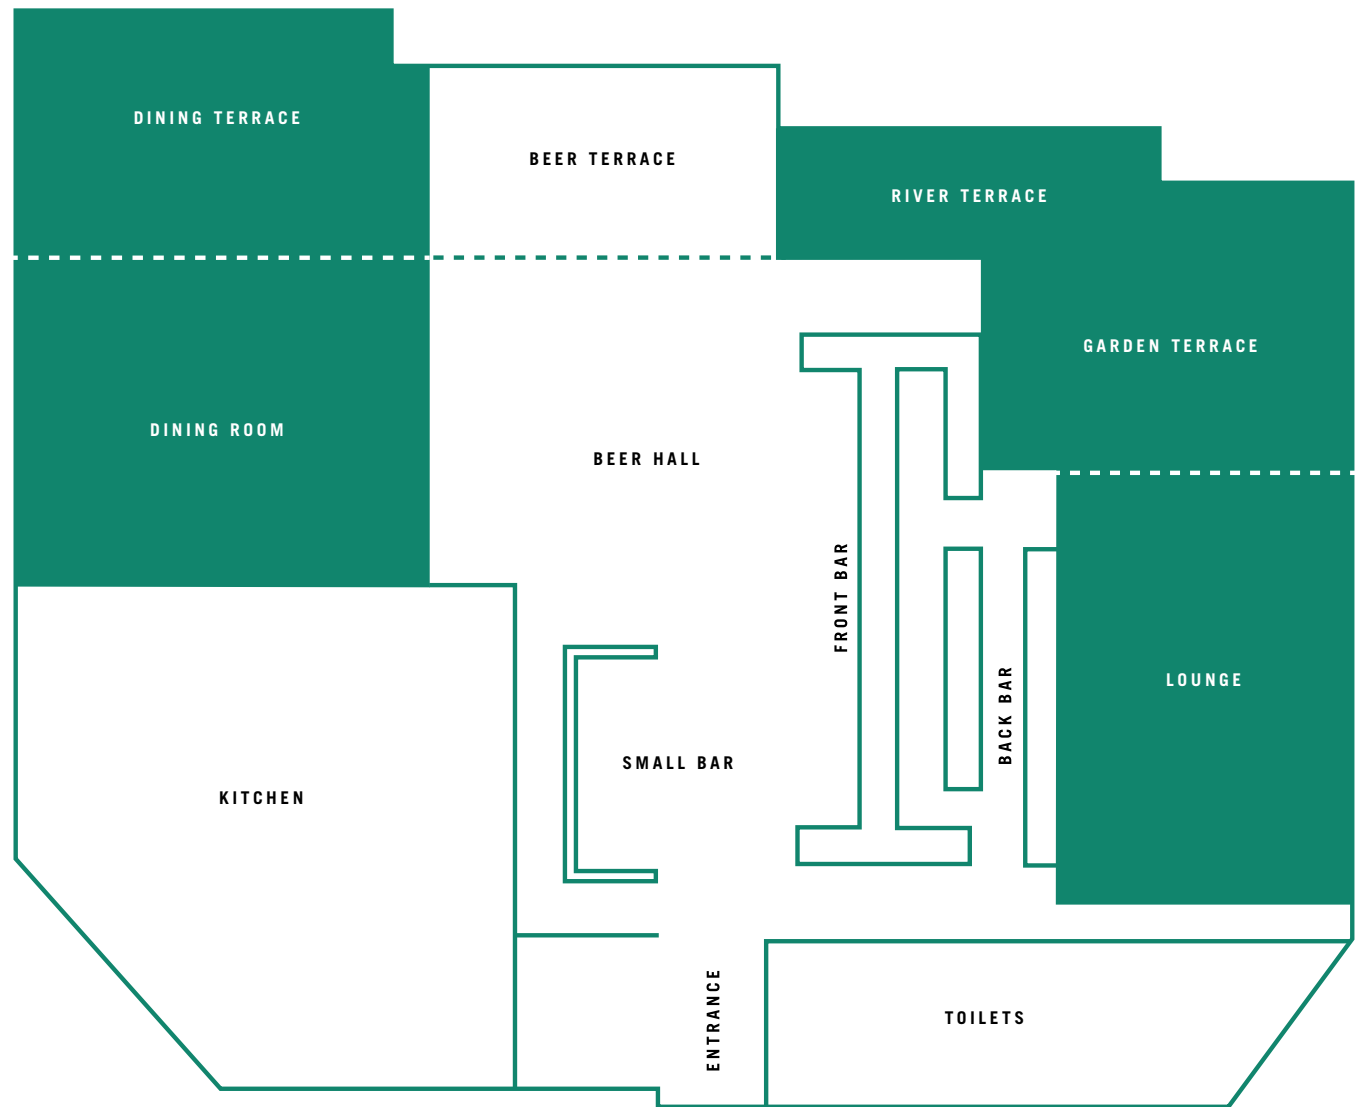 DINING TERRACE
BEER TERRACE
RIVER TERRACE
GARDEN TERRACE
DINING ROOM
BEER HALL
FRONT BAR
BACK BAR
LOUNGE
SMALL BAR
KITCHEN
ENTRANCE
TOILETS